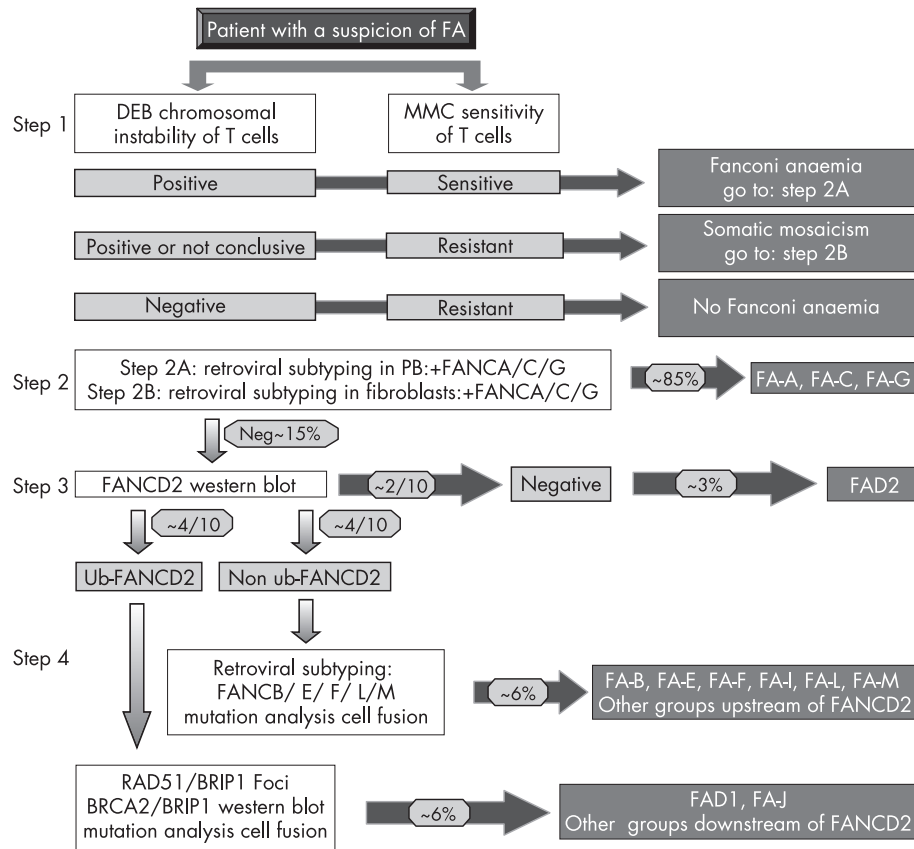 Patient with a suspicion of FA
Step 1
DEB chromosomal
instability of T cells
MMC sensitivity
of T cells
Positive
Sensitive
Fanconi anaemia
go to: step 2A
Positive or not conclusive
Resistant
Somatic mosaicism
go to: step 2B
Negative
Resistant
No Fanconi anaemia
Step 2
Step 2A: retroviral subtyping in PB:+FANCA/C/G
Step 2B: retroviral subtyping in fibroblasts:+FANCA/C/G
~85%
FA-A, FA-C, FA-G
Neg~15%
Step 3
FANCD2 western blot
~2/10
Negative
~3%
FAD2
~4/10
~4/10
Ub-FANCD2
Non ub-FANCD2
Step 4
Retroviral subtyping:
FANCB/ E/ F/ L/M
mutation analysis cell fusion
~6%
FA-B, FA-E, FA-F, FA-I, FA-L, FA-M
Other groups upstream of FANCD2
RAD51/BRIP1 Foci
BRCA2/BRIP1 western blot
mutation analysis cell fusion
~6%
FAD1, FA-J
Other groups downstream of FANCD2